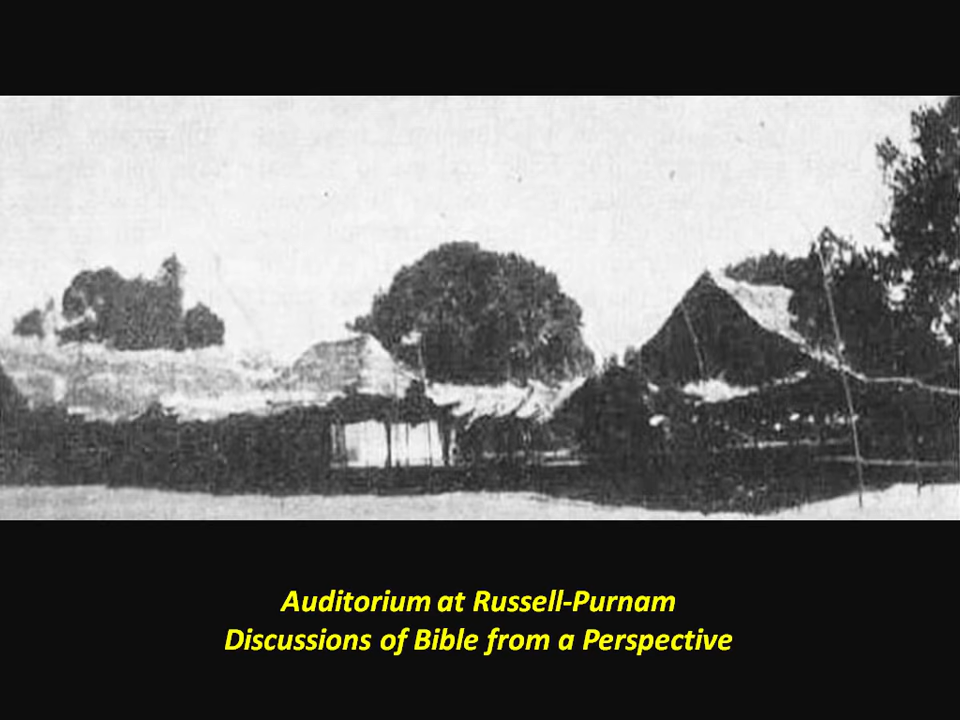 Auditorium at Russell-Purnam
Discussions of Bible from a Perspective